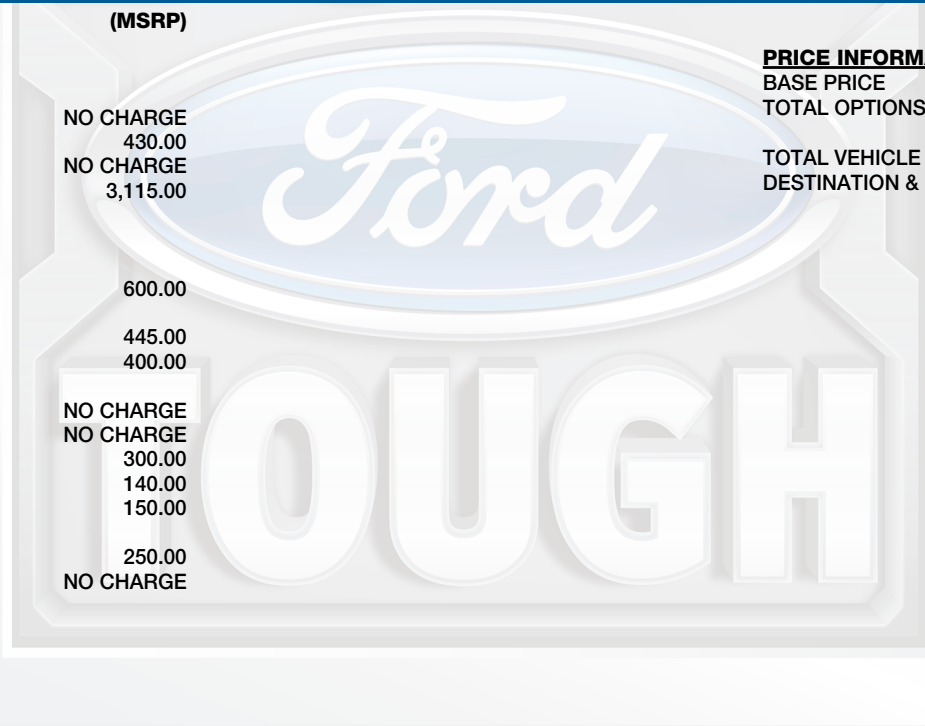 (MSRP)
NO CHARGE
430.00
NO CHARGE
3,115.00
600.00
445.00
400.00
NO CHARGE
NO CHARGE
300.00
140.00
150.00
250.00
NO CHARGE
PRICE INFORMA
BASE PRICE
TOTAL OPTIONS
TOTAL VEHICLE
DESTINATION &
Ford
TOUGH